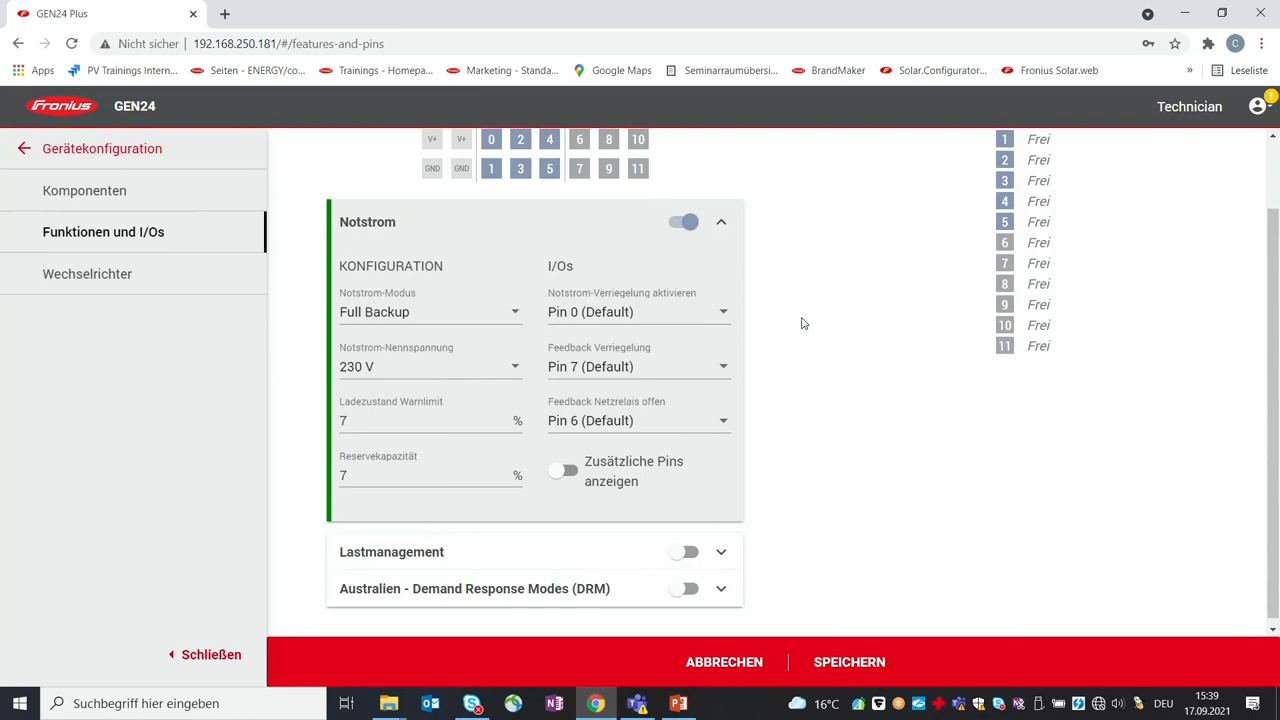 GEN24 Plus
Nicht sicher | 192.168.250.181/#/features-and-pins
C
Apps PV Trainings Intern... Seiten - ENERGY/co... Trainings - Homepa... Marketing - Standa... Google Maps Seminarraumübersi... BrandMaker Solar.Configurator... Fronius Solar.web » Leseliste
Fronius GEN24 Technician 1
Gerätekonfiguration
Komponenten
Funktionen und I/Os
Wechselrichter
Schließen
V+ V+ 0 2 4 6 8 10
GND GND 1 3 5 7 9 11
Notstrom
KONFIGURATION
Notstrom-Modus
Full Backup
Notstrom-Nennspannung
230 V
Ladezustand Warnlimit
7 %
Reservekapazität
7 %
I/Os
Notstrom-Verriegelung aktivieren
Pin 0 (Default)
Feedback Verriegelung
Pin 7 (Default)
Feedback Netzrelais offen
Pin 6 (Default)
Zusätzliche Pins
anzeigen
Lastmanagement
Australien - Demand Response Modes (DRM)
1 Frei
2 Frei
3 Frei
4 Frei
5 Frei
6 Frei
7 Frei
8 Frei
9 Frei
10 Frei
11 Frei
ABBRECHEN | SPEICHERN
Suchbegriff hier eingeben
16°C
DEU
15:39
17.09.2021